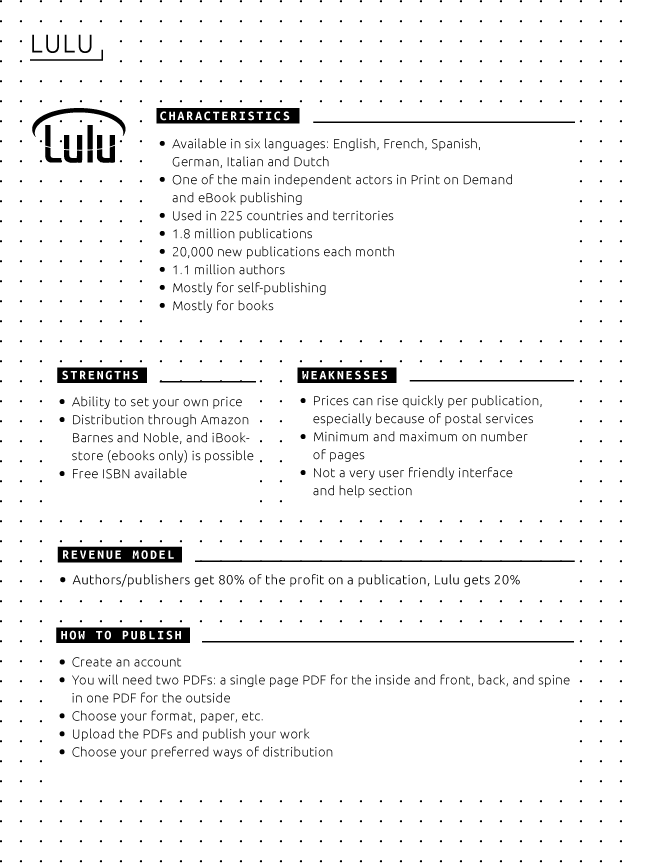 LULU
Lulu
CHARACTERISTICS
• Available in six languages: English, French, Spanish,
German, Italian and Dutch
• One of the main independent actors in Print on Demand
and eBook publishing
• Used in 225 countries and territories
• 1.8 million publications
• 20,000 new publications each month
• 1.1 million authors
• Mostly for self-publishing
• Mostly for books
STRENGTHS
• Ability to set your own price
• Distribution through Amazon
Barnes and Noble, and iBook-
store (ebooks only) is possible
• Free ISBN available
WEAKNESSES
• Prices can rise quickly per publication,
especially because of postal services
• Minimum and maximum on number
of pages
• Not a very user friendly interface
and help section
REVENUE MODEL
• Authors/publishers get 80% of the profit on a publication, Lulu gets 20%
HOW TO PUBLISH
• Create an account
• You will need two PDFs: a single page PDF for the inside and front, back, and spine
in one PDF for the outside
• Choose your format, paper, etc.
• Upload the PDFs and publish your work
• Choose your preferred ways of distribution